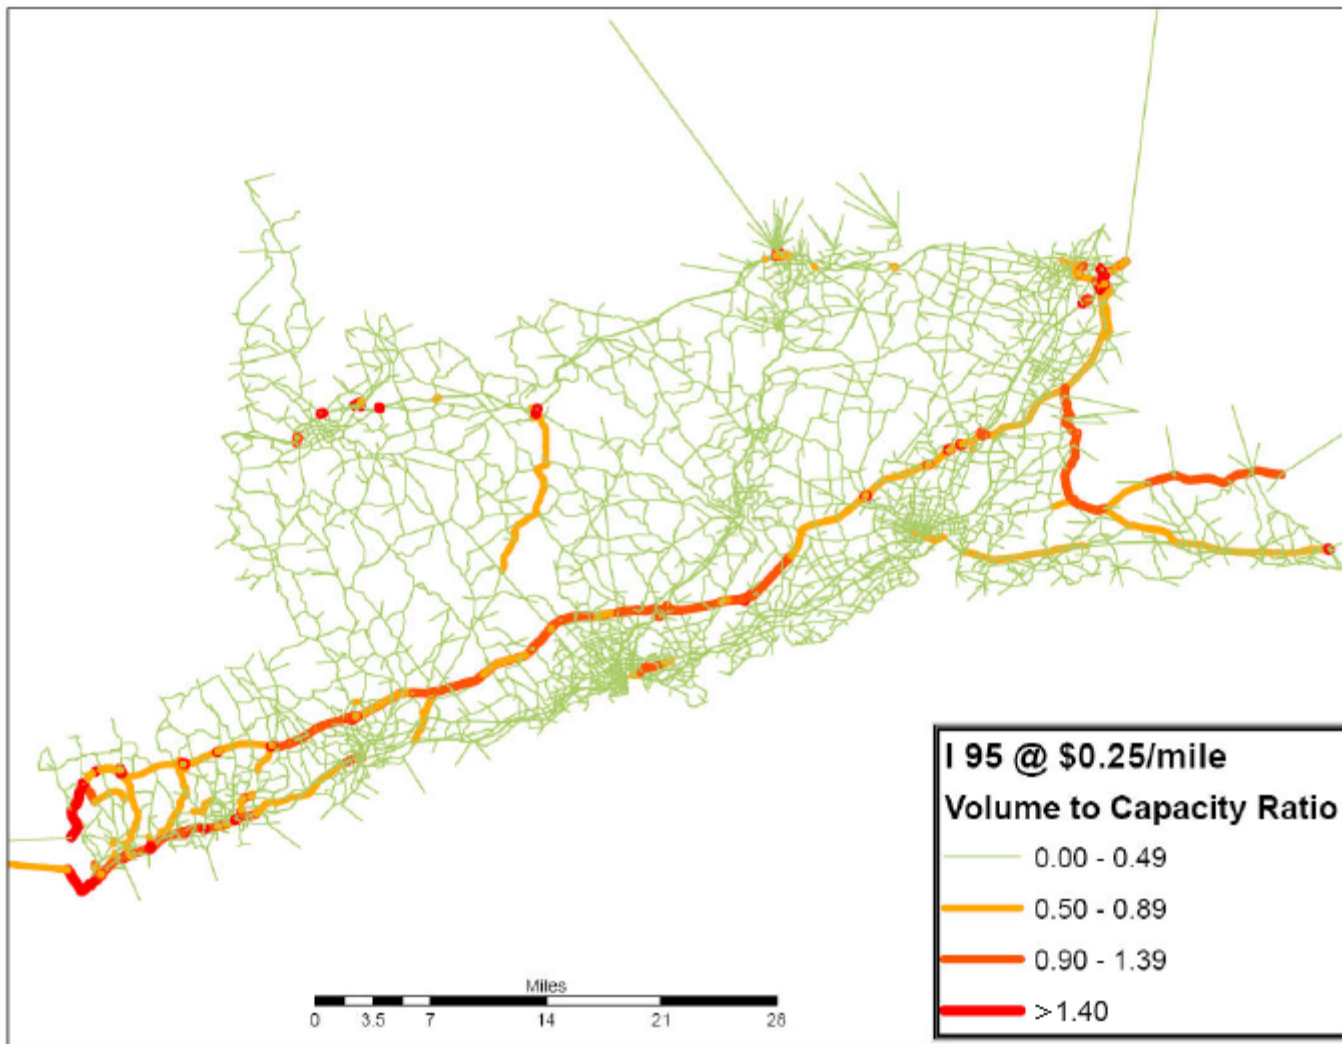 I 95 @ $0.25/mile
Volume to Capacity Ratio
0.00 - 0.49
0.50 - 0.89
0.90 - 1.39
>1.40
Miles
0 3.5 7 14 21 28